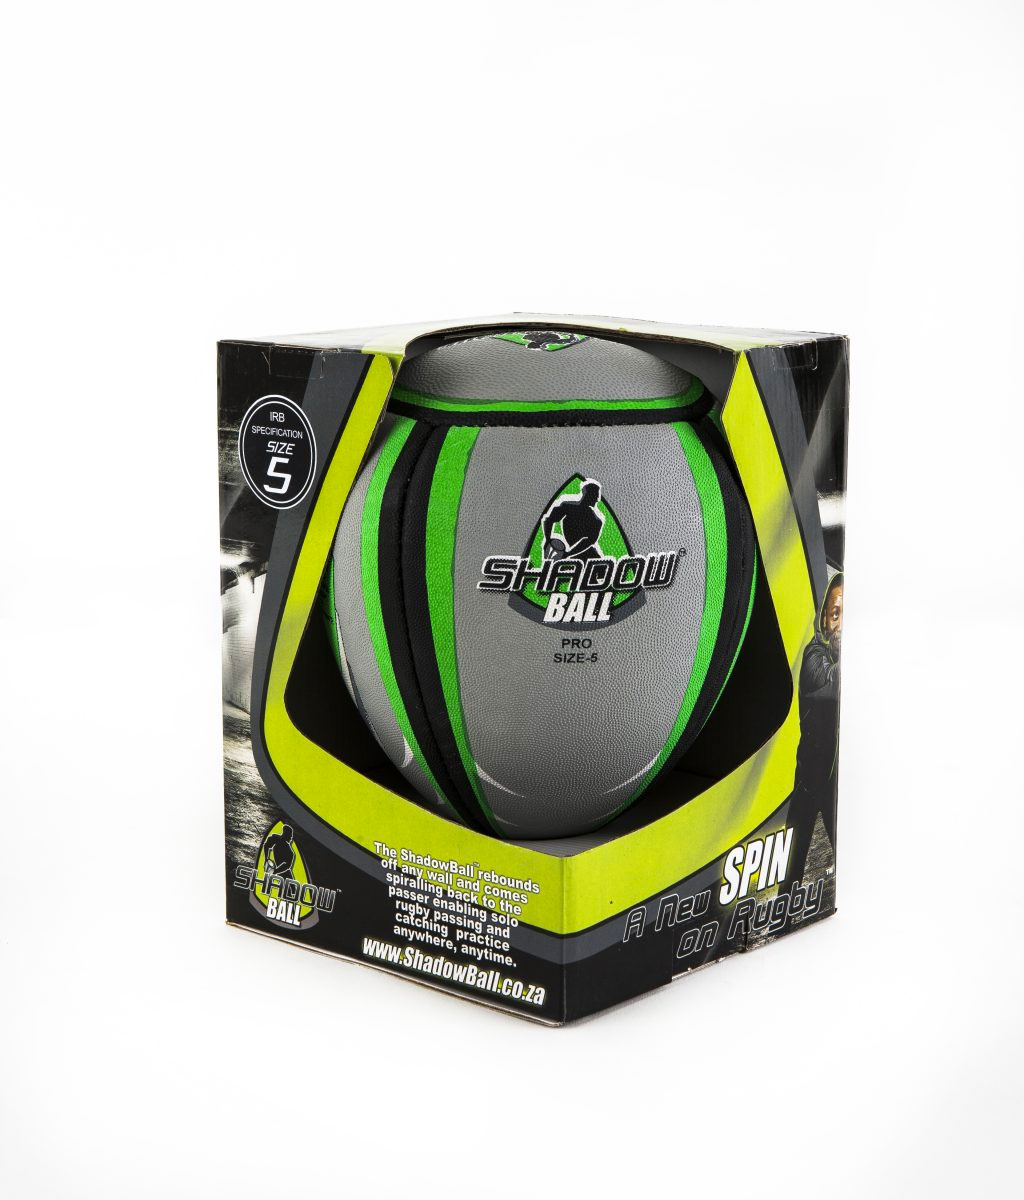 IRB
SPECIFICATION
SIZE
5
SHADOW™
BALL
PRO
SIZE-5
The ShadowBall™ rebounds
off any wall and comes
spiralling back to the
passer enabling solo
rugby passing and
catching practice
anywhere, anytime.
www.ShadowBall.co.za
SHADOW™
BALL
A New SPIN
on Rugby™